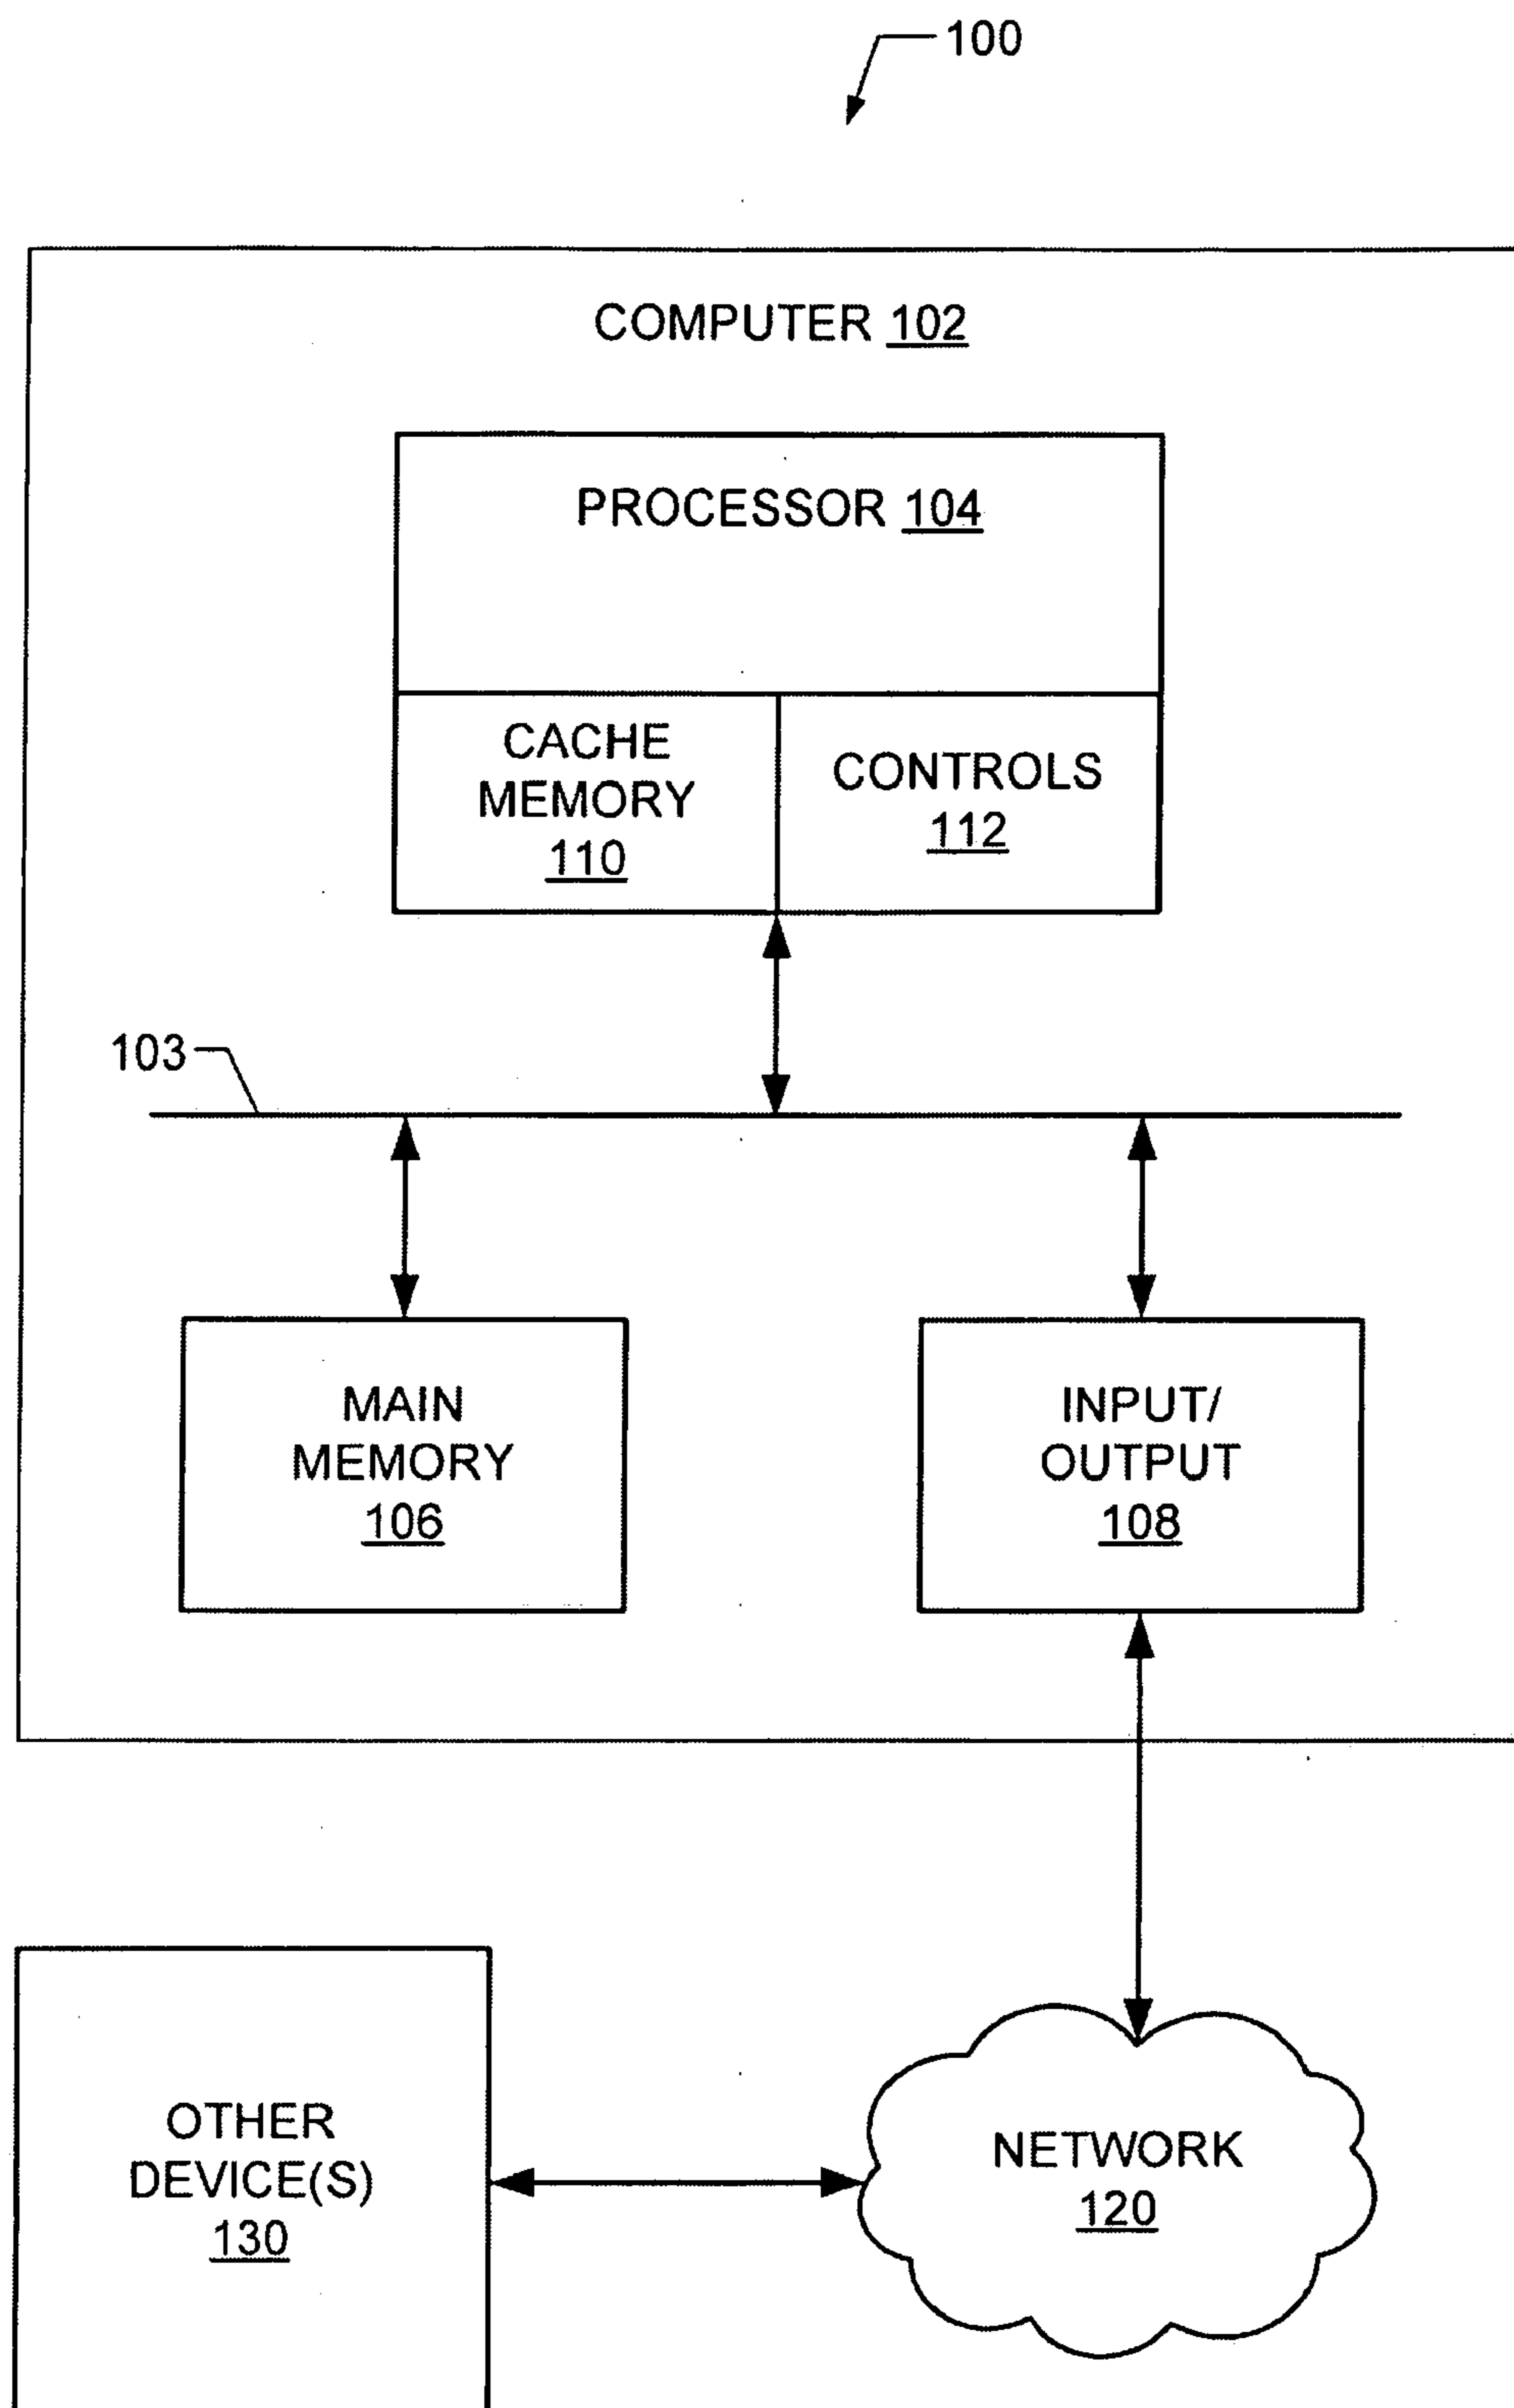 100
COMPUTER 102
PROCESSOR 104
CACHE
MEMORY
110
CONTROLS
112
103
MAIN
MEMORY
106
INPUT/
OUTPUT
108
OTHER
DEVICE(S)
130
NETWORK
120